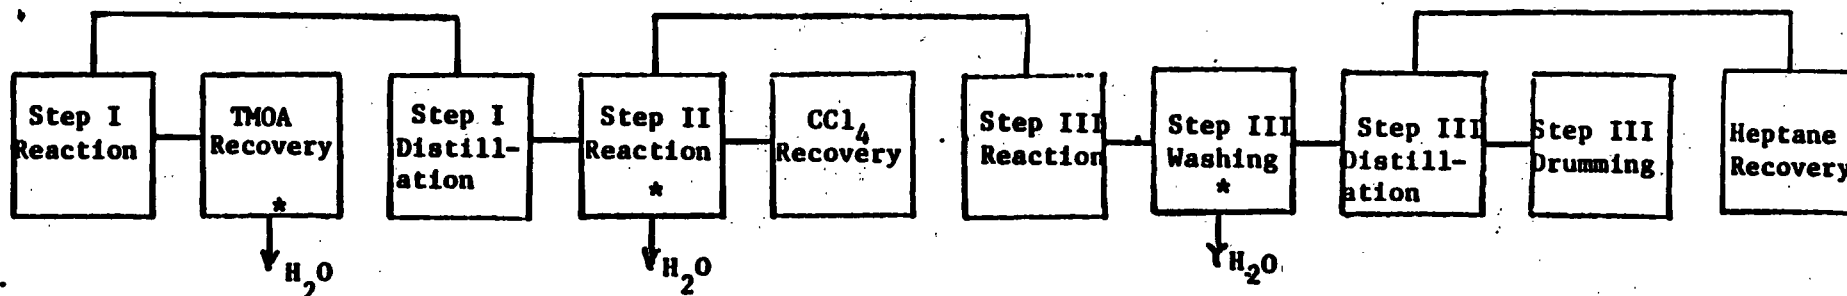 Step I
Reaction
TMOA
Recovery
*
H2O
Step I
Distill-
ation
Step II
Reaction
*
H2O
CCl4
Recovery
Step III
Reaction
Step III
Washing
*
H2O
Step III
Distill-
ation
Step III
Drumming
Heptane
Recovery